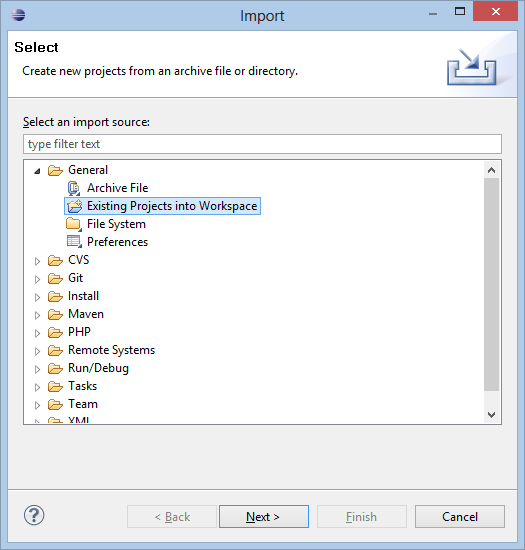 Import
Select
Create new projects from an archive file or directory.
Select an import source:
type filter text
General
Archive File
Existing Projects into Workspace
File System
Preferences
CVS
Git
Install
Maven
PHP
Remote Systems
Run/Debug
Tasks
Team
XML
? < Back Next > Finish Cancel